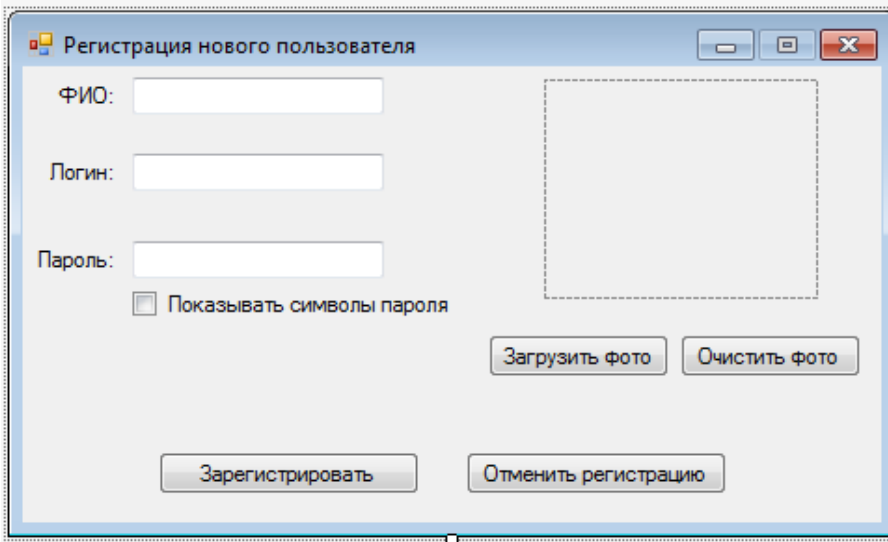 Регистрация нового пользователя
ФИО:
Логин:
Пароль:
Показывать символы пароля
Загрузить фото
Очистить фото
Зарегистрировать
Отменить регистрацию